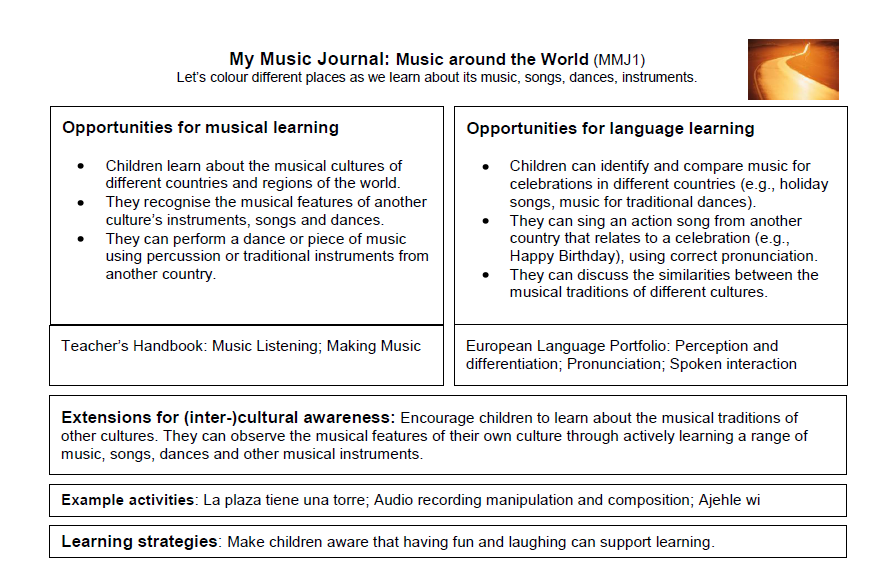 My Music Journal: Music around the World (MMJ1)
Let's colour different places as we learn about its music, songs, dances, instruments.
Opportunities for musical learning
• Children learn about the musical cultures of
different countries and regions of the world.
• They recognise the musical features of another
culture's instruments, songs and dances.
• They can perform a dance or piece of music
using percussion or traditional instruments from
another country.
Teacher's Handbook: Music Listening; Making Music
Opportunities for language learning
• Children can identify and compare music for
celebrations in different countries (e.g., holiday
songs, music for traditional dances).
• They can sing an action song from another
country that relates to a celebration (e.g.,
Happy Birthday), using correct pronunciation.
• They can discuss the similarities between the
musical traditions of different cultures.
European Language Portfolio: Perception and
differentiation; Pronunciation; Spoken interaction
Extensions for (inter-)cultural awareness: Encourage children to learn about the musical traditions of
other cultures. They can observe the musical features of their own culture through actively learning a range of
music, songs, dances and other musical instruments.
Example activities: La plaza tiene una torre; Audio recording manipulation and composition; Ajehle wi
Learning strategies: Make children aware that having fun and laughing can support learning.